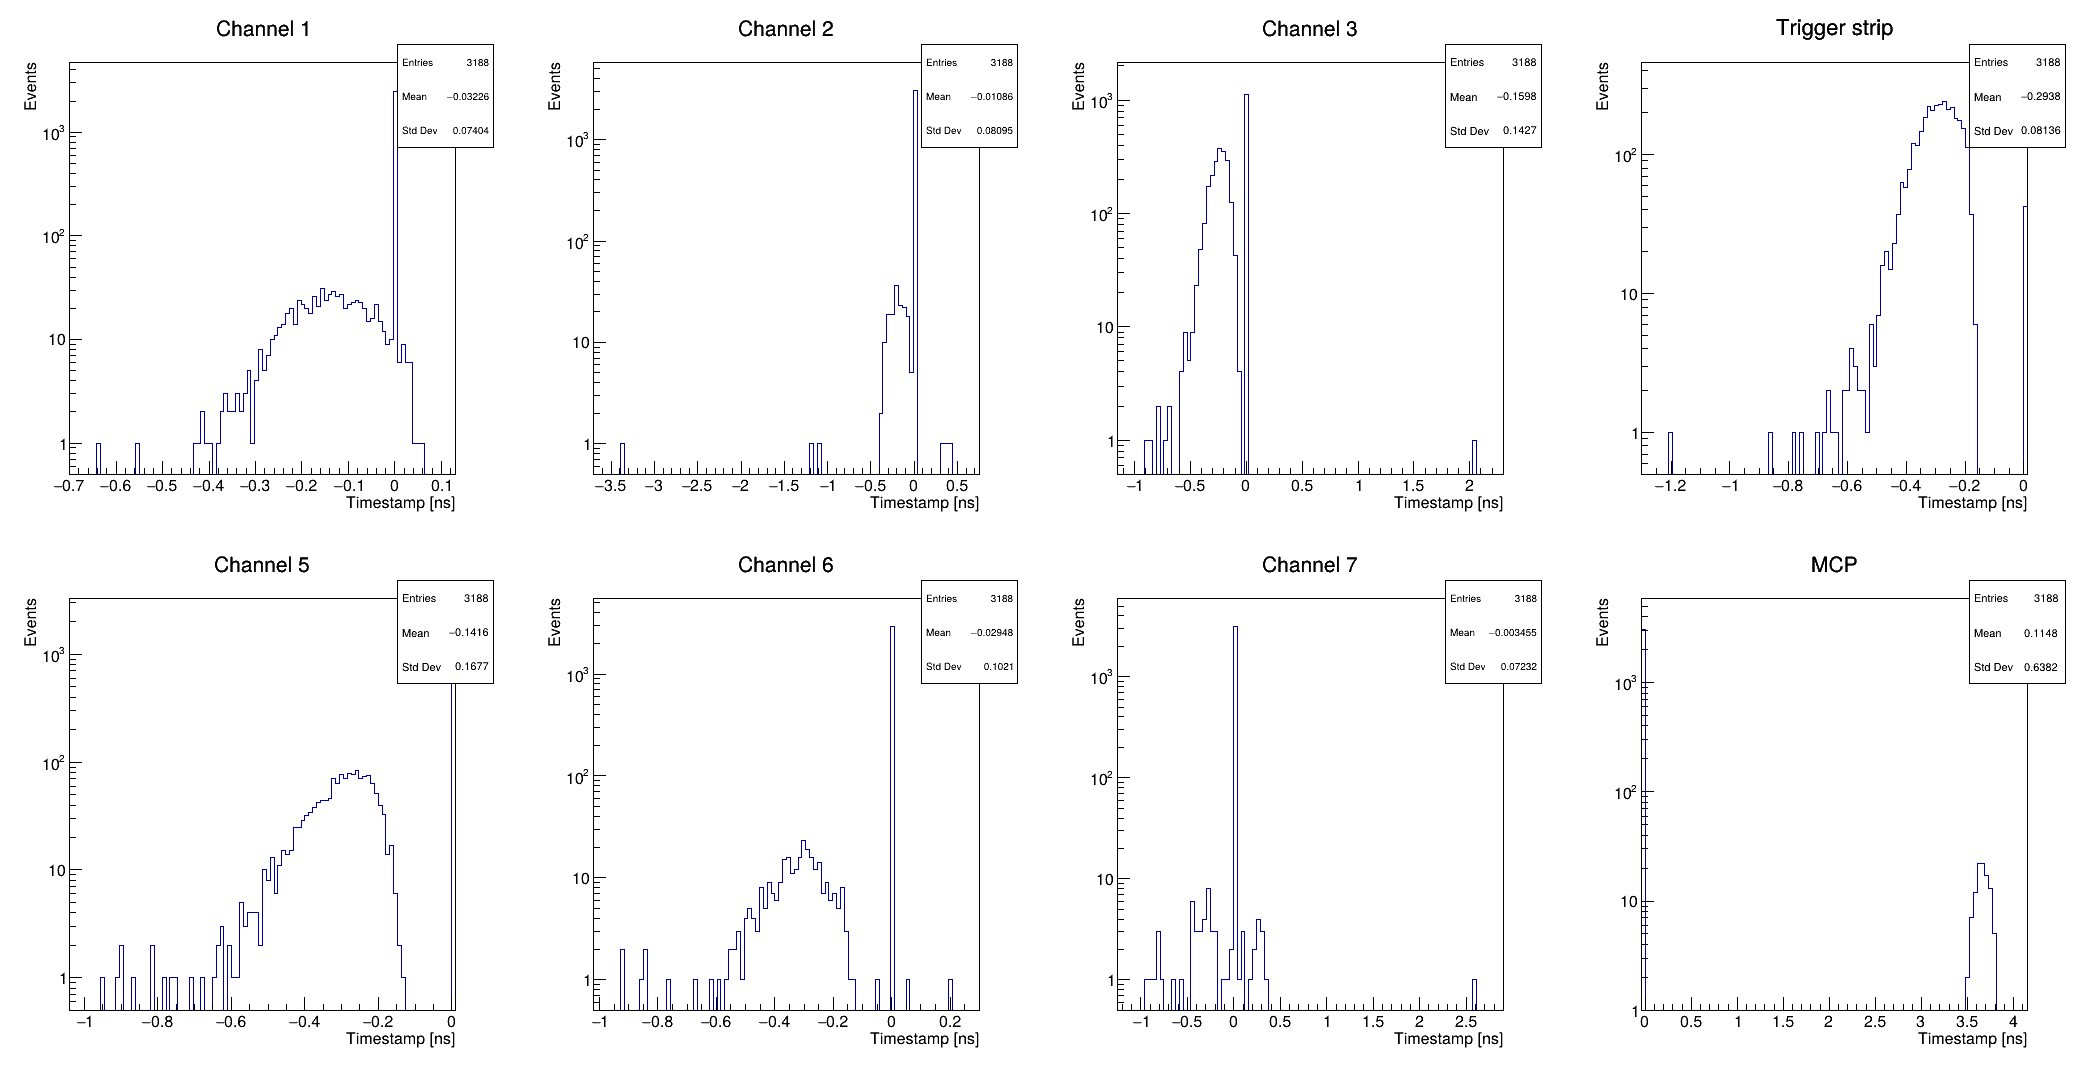 Channel 1
Events
Entries 3188
Mean −0.03226
Std Dev 0.07404
10³
10²
10
1
−0.7 −0.6 −0.5 −0.4 −0.3 −0.2 −0.1 0 0.1
Timestamp [ns]
Channel 2
Events
Entries 3188
Mean −0.01086
Std Dev 0.08095
10³
10²
10
1
−3.5 −3 −2.5 −2 −1.5 −1 −0.5 0 0.5
Timestamp [ns]
Channel 3
Events
Entries 3188
Mean −0.1598
Std Dev 0.1427
10³
10²
10
1
−1 −0.5 0 0.5 1 1.5 2
Timestamp [ns]
Trigger strip
Events
Entries 3188
Mean −0.2938
Std Dev 0.08136
10²
10
1
−1.2 −1 −0.8 −0.6 −0.4 −0.2 0
Timestamp [ns]
Channel 5
Events
Entries 3188
Mean −0.1416
Std Dev 0.1677
10³
10²
10
1
−1 −0.8 −0.6 −0.4 −0.2 0
Timestamp [ns]
Channel 6
Events
Entries 3188
Mean −0.02948
Std Dev 0.1021
10³
10²
10
1
−1 −0.8 −0.6 −0.4 −0.2 0 0.2
Timestamp [ns]
Channel 7
Events
Entries 3188
Mean −0.003455
Std Dev 0.07232
10³
10²
10
1
−1 −0.5 0 0.5 1 1.5 2 2.5
Timestamp [ns]
MCP
Events
Entries 3188
Mean 0.1148
Std Dev 0.6382
10³
10²
10
1
0 0.5 1 1.5 2 2.5 3 3.5 4
Timestamp [ns]